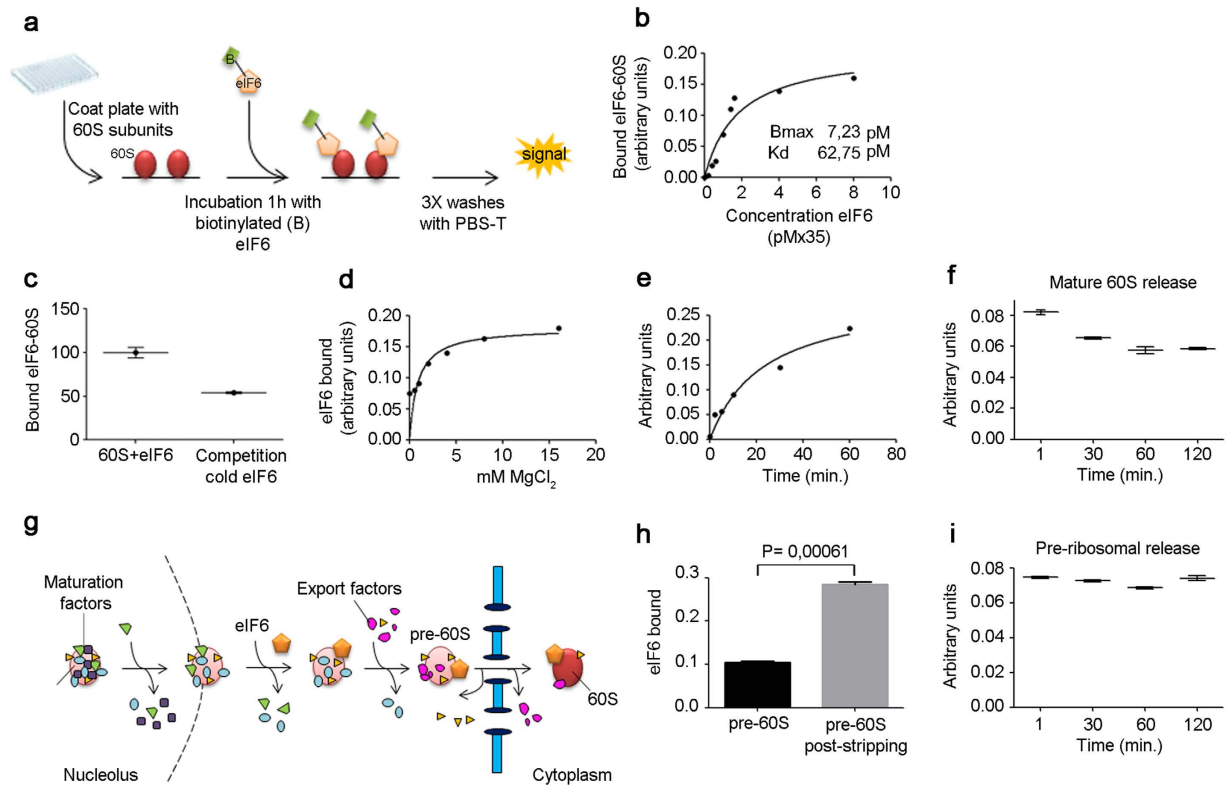 a
B
eIF6
Coat plate with
60S subunits
60S
Incubation 1h with
biotinylated (B)
eIF6
3X washes
with PBS-T
signal
b
Bound eIF6-60S
(arbitrary units)
0.20
0.15
0.10
0.05
0.00
Bmax 7,23 pM
Kd 62,75 pM
0 2 4 6 8 10
Concentration eIF6
(pMx35)
c
Bound eIF6-60S
150
100
50
0
60S+eIF6
Competition
cold eIF6
d
eIF6 bound
(arbitrary units)
0.20
0.15
0.10
0.05
0.00
0 5 10 15 20
mM MgCl₂
e
Arbitrary units
0.25
0.20
0.15
0.10
0.05
0.00
0 20 40 60 80
Time (min.)
f
Mature 60S release
Arbitrary units
0.08
0.06
0.04
0.02
0.00
1 30 60 120
Time (min.)
g
Maturation
factors
eIF6
Export factors
pre-60S
60S
Nucleolus
Cytoplasm
h
P= 0,00061
eIF6 bound
0.3
0.2
0.1
0.0
pre-60S
pre-60S
post-stripping
i
Pre-ribosomal release
Arbitrary units
0.08
0.06
0.04
0.02
0.00
1 30 60 120
Time (min.)